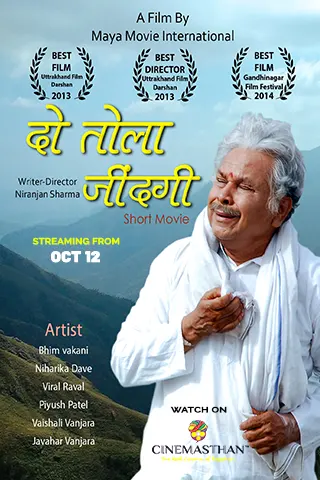 A Film By
Maya Movie International
BEST
FILM
Uttrakhand Film
Darshan
2013
BEST
DIRECTOR
Uttrakhand Film
Darshan
2013
BEST
FILM
Gandhinagar
Film Festival
2014
दो तोला
जींदगी
Writer-Director
Niranjan Sharma
Short Movie
STREAMING FROM
OCT 12
Artist
Bhim vakani
Niharika Dave
Viral Raval
Piyush Patel
Vaishali Vanjara
Jayahar Vanjara
WATCH ON
CINEMASTHAN